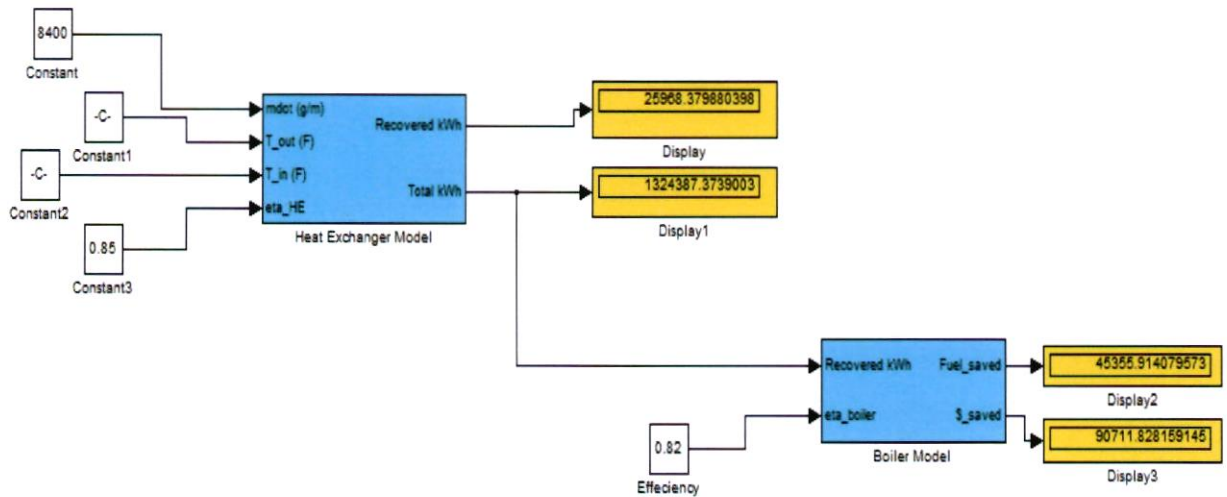 8400
Constant
-C-
Constant1
-C-
Constant2
0.85
Constant3
mdot (g/m)
T_out (F)
T_in (F)
eta_HE
Recovered kWh
Total kWh
Heat Exchanger Model
25968.379880398
Display
1324387.3739003
Display1
Recovered kWh
eta_boiler
Fuel_saved
$_saved
Boiler Model
0.82
Effeciency
45355.914079573
Display2
90711.828159145
Display3